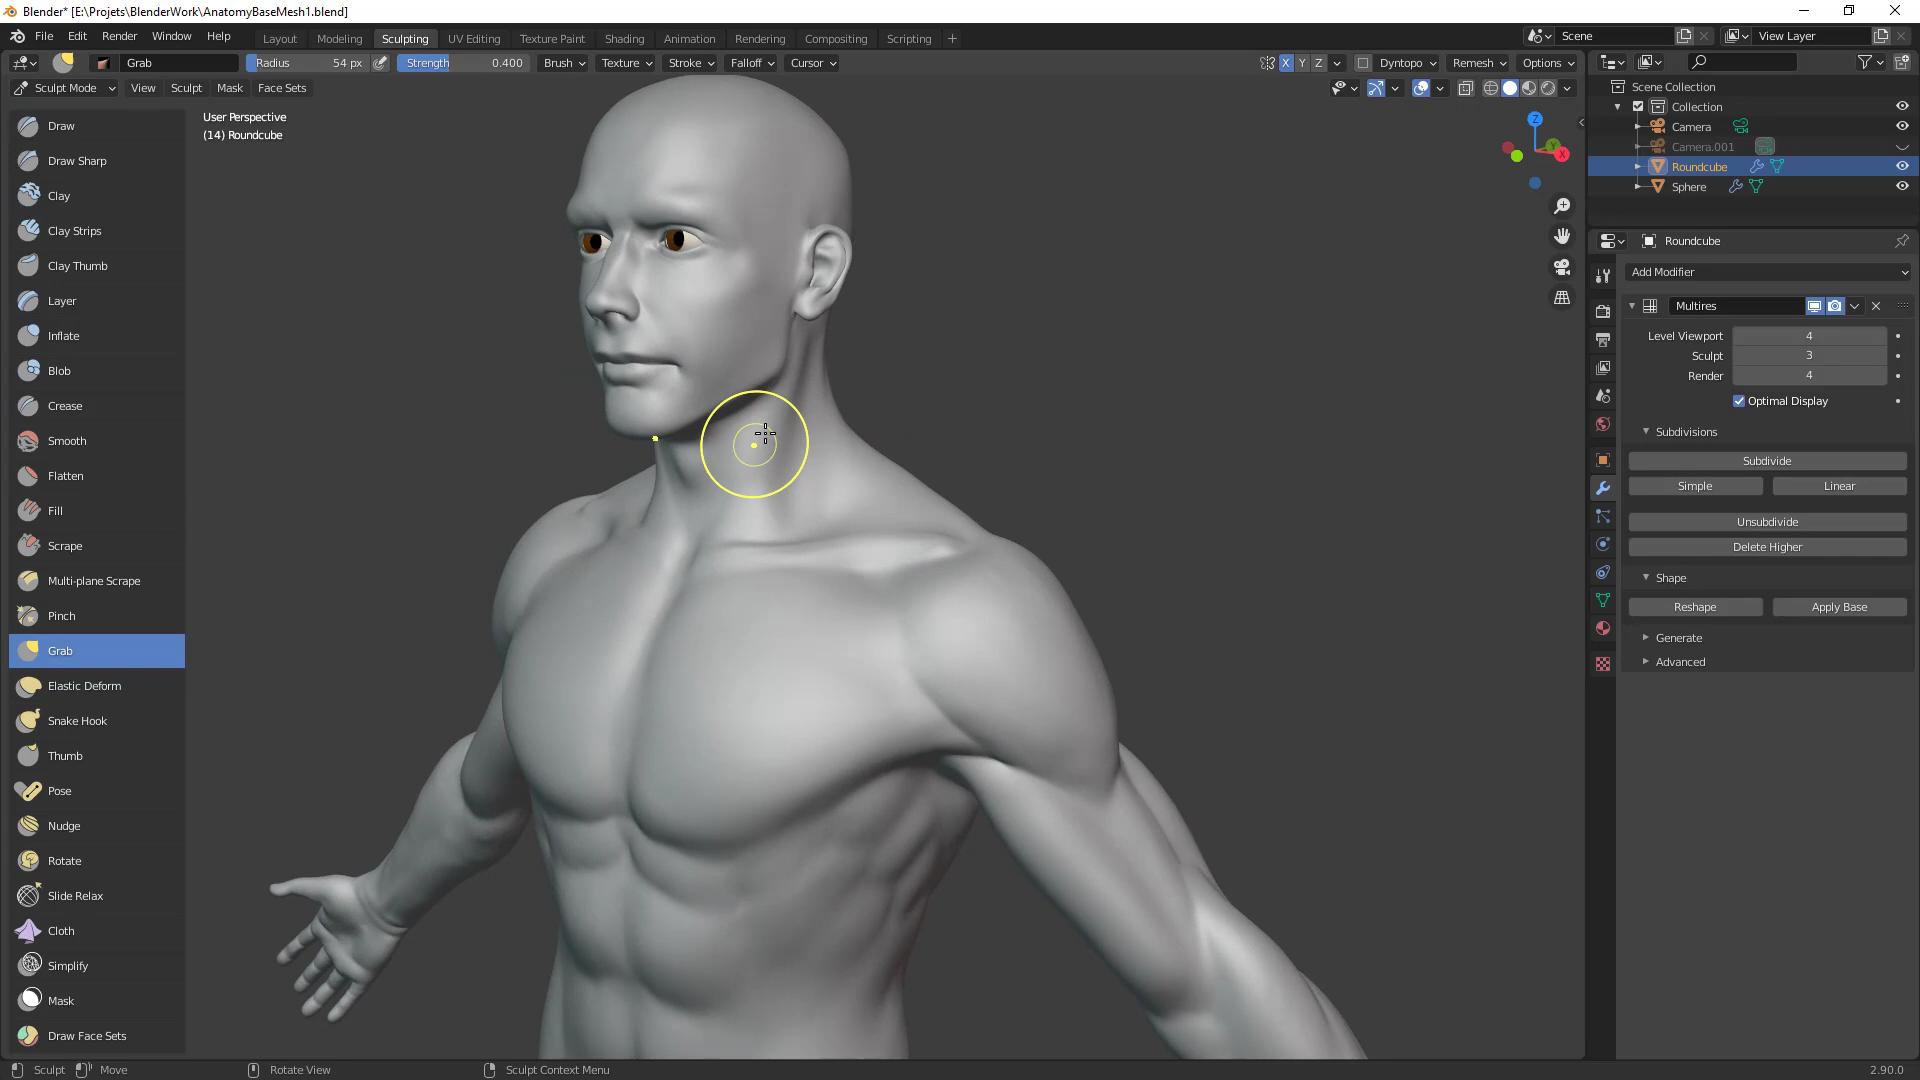 Blender* [E:\Projets\BlenderWork\AnatomyBaseMesh1.blend]
File Edit Render Window Help Layout Modeling Sculpting UV Editing Texture Paint Shading Animation Rendering Compositing Scripting + Scene View Layer
Grab Radius 54 px Strength 0.400 Brush Texture Stroke Falloff Cursor X Y Z Dyntopo Remesh Options
Sculpt Mode View Sculpt Mask Face Sets
User Perspective
(14) Roundcube
Draw
Draw Sharp
Clay
Clay Strips
Clay Thumb
Layer
Inflate
Blob
Crease
Smooth
Flatten
Fill
Scrape
Multi-plane Scrape
Pinch
Grab
Elastic Deform
Snake Hook
Thumb
Pose
Nudge
Rotate
Slide Relax
Cloth
Simplify
Mask
Draw Face Sets
Z
Y
X
Scene Collection
Collection
Camera
Camera.001
Roundcube
Sphere
Roundcube
Add Modifier
Multires
Level Viewport 4
Sculpt 3
Render 4
Optimal Display
Subdivisions
Subdivide
Simple Linear
Unsubdivide
Delete Higher
Shape
Reshape Apply Base
Generate
Advanced
Sculpt Move Rotate View Sculpt Context Menu 2.90.0